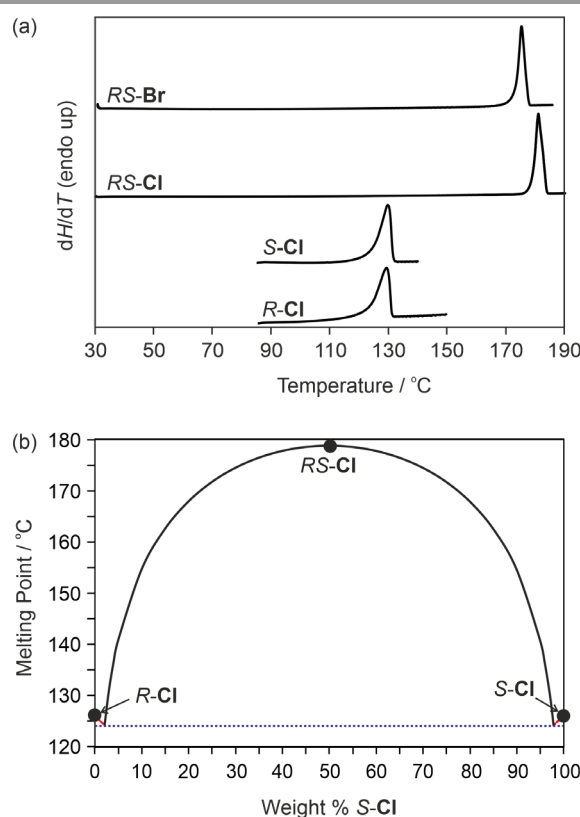 (a)
RS-Br
RS-Cl
S-Cl
R-Cl
dH/dT (endo up)
30 50 70 90 110 130 150 170 190
Temperature / °C
(b)
180
170
160
150
140
130
120
Melting Point / °C
RS-Cl
R-Cl
S-Cl
0 10 20 30 40 50 60 70 80 90 100
Weight % S-Cl